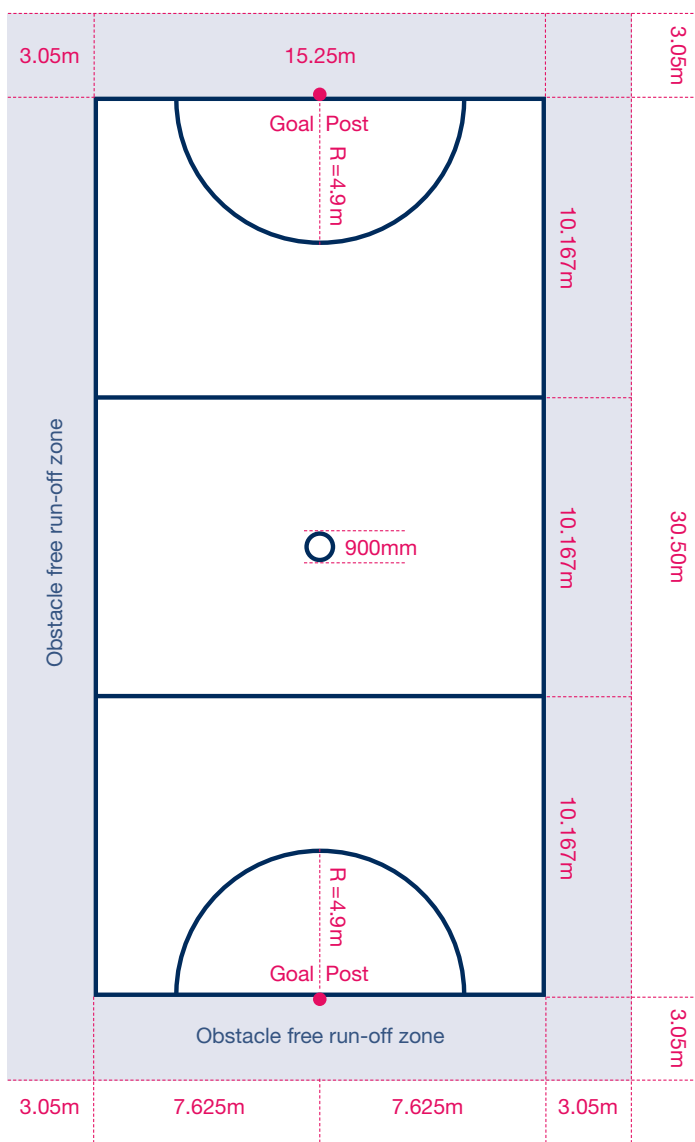 3.05m
15.25m
3.05m
Goal Post
R=4.9m
10.167m
Obstacle free run-off zone
900mm
10.167m
30.50m
10.167m
R=4.9m
Goal Post
Obstacle free run-off zone
3.05m
3.05m
7.625m
7.625m
3.05m